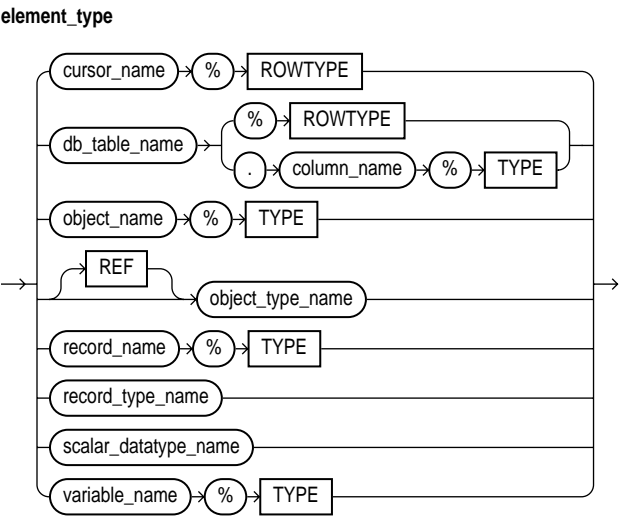 element_type
cursor_name % ROWTYPE
% ROWTYPE
db_table_name
. column_name % TYPE
object_name % TYPE
REF
object_type_name
record_name % TYPE
record_type_name
scalar_datatype_name
variable_name % TYPE